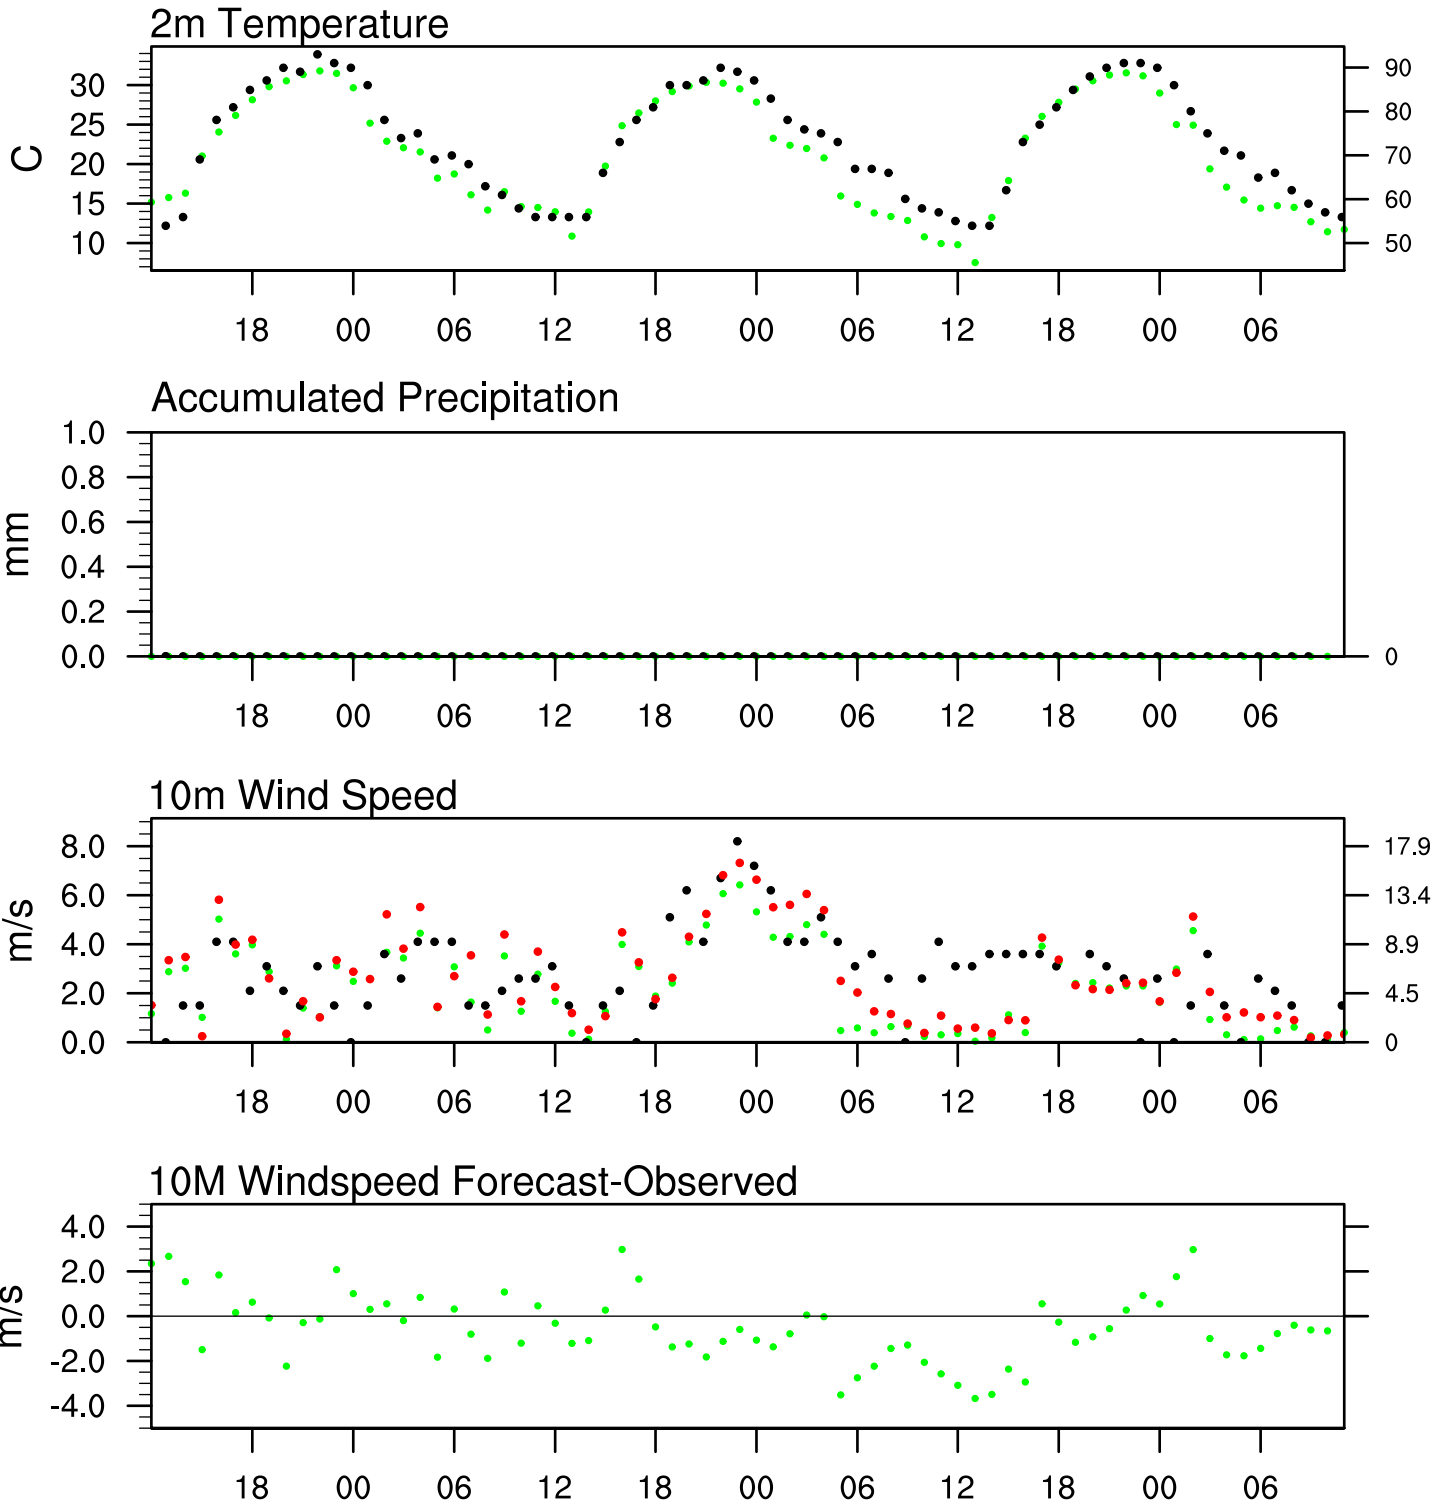 2m Temperature
C
30
25
20
15
10
90
80
70
60
50
18 00 06 12 18 00 06 12 18 00 06
Accumulated Precipitation
mm
1.0
0.8
0.6
0.4
0.2
0.0
0
18 00 06 12 18 00 06 12 18 00 06
10m Wind Speed
m/s
8.0
6.0
4.0
2.0
0.0
17.9
13.4
8.9
4.5
0
18 00 06 12 18 00 06 12 18 00 06
10M Windspeed Forecast-Observed
m/s
4.0
2.0
0.0
-2.0
-4.0
18 00 06 12 18 00 06 12 18 00 06